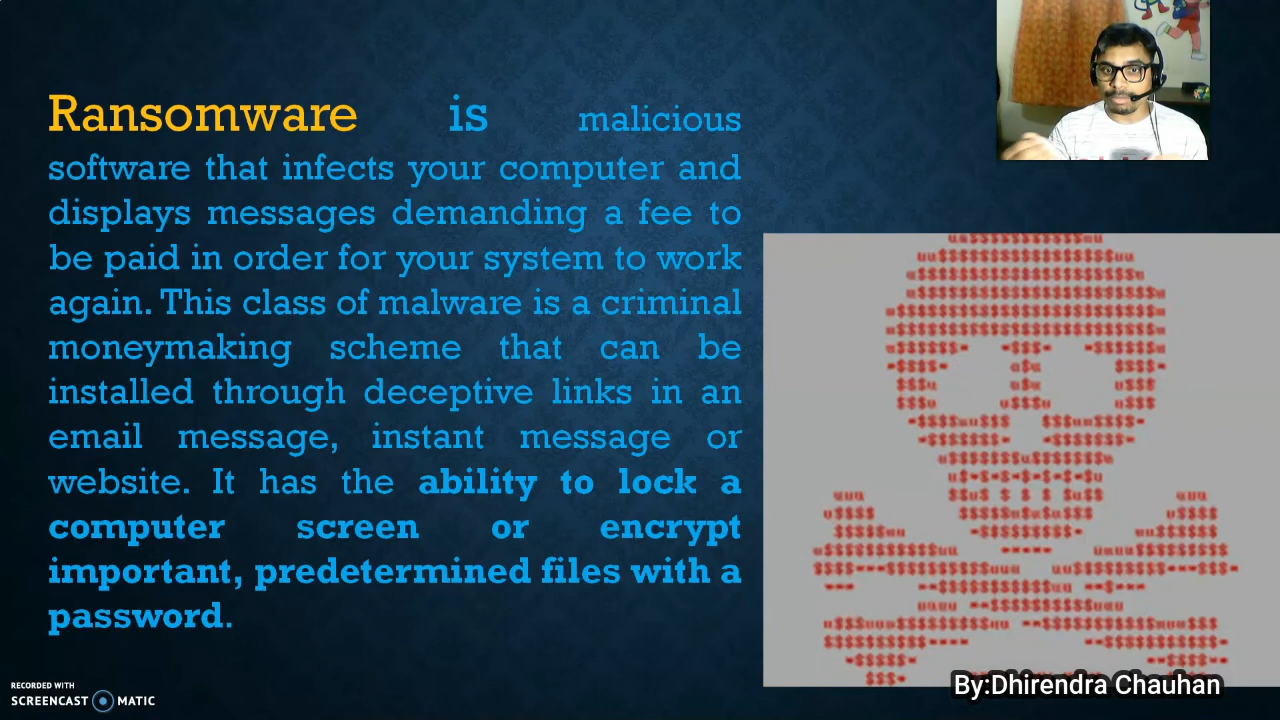 Ransomware is malicious
software that infects your computer and
displays messages demanding a fee to
be paid in order for your system to work
again. This class of malware is a criminal
moneymaking scheme that can be
installed through deceptive links in an
email message, instant message or
website. It has the ability to lock a
computer screen or encrypt
important, predetermined files with a
password.
By:Dhirendra Chauhan
RECORDED WITH
SCREENCAST MATIC